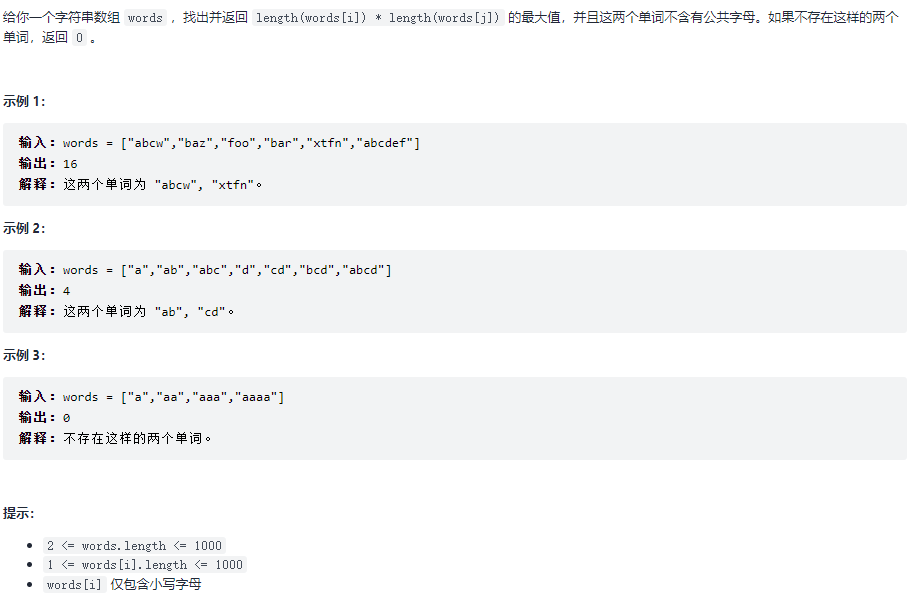 给你一个字符串数组 words ，找出并返回 length(words[i]) * length(words[j]) 的最大值，并且这两个单词不含有公共字母。如果不存在这样的两个
单词，返回 0 。
示例 1：
输入：words = ["abcw","baz","foo","bar","xtfn","abcdef"]
输出：16
解释：这两个单词为 "abcw", "xtfn"。
示例 2：
输入：words = ["a","ab","abc","d","cd","bcd","abcd"]
输出：4
解释：这两个单词为 "ab", "cd"。
示例 3：
输入：words = ["a","aa","aaa","aaaa"]
输出：0
解释：不存在这样的两个单词。
提示：
• 2 <= words.length <= 1000
• 1 <= words[i].length <= 1000
• words[i] 仅包含小写字母